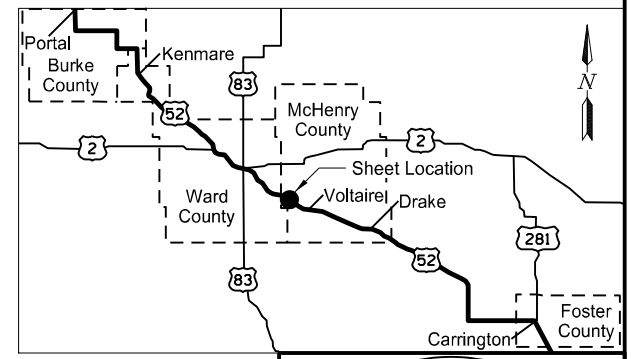 Portal
Burke
County
Kenmare
83
McHenry
County
52
N
2
2
Sheet Location
Ward
County
Voltaire
Drake
281
52
83
Foster
County
Carrington